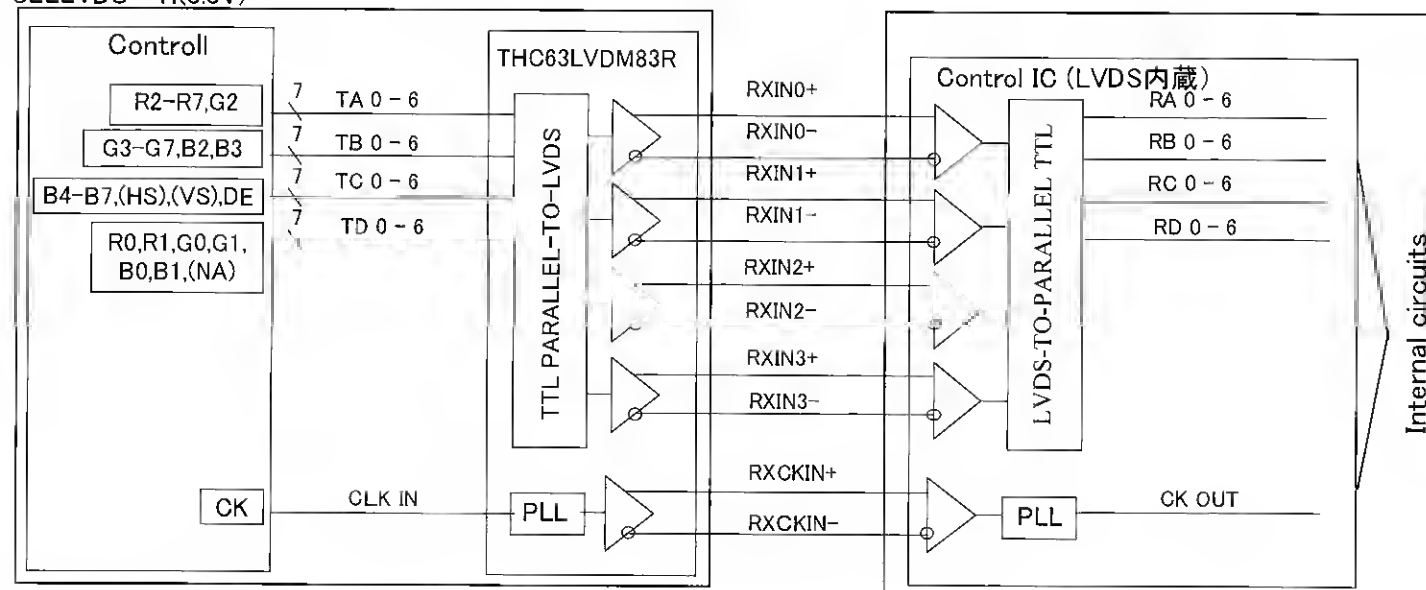 Controll
THC63LVDM83R
Control IC (LVDS内蔵)
R2-R7,G2
7
TA 0 - 6
RXIN0+
RA 0 - 6
G3-G7,B2,B3
7
TB 0 - 6
RXIN0-
RB 0 - 6
B4-B7,(HS),(VS),DE
7
TC 0 - 6
RXIN1+
RC 0 - 6
R0,R1,G0,G1,
B0,B1,(NA)
7
TD 0 - 6
RXIN1-
RD 0 - 6
RXIN2+
RXIN2-
RXIN3+
RXIN3-
TTL PARALLEL-TO-LVDS
LVDS-TO-PARALLEL TTL
Internal circuits
CK
CLK IN
PLL
RXCKIN+
RXCKIN-
PLL
CK OUT